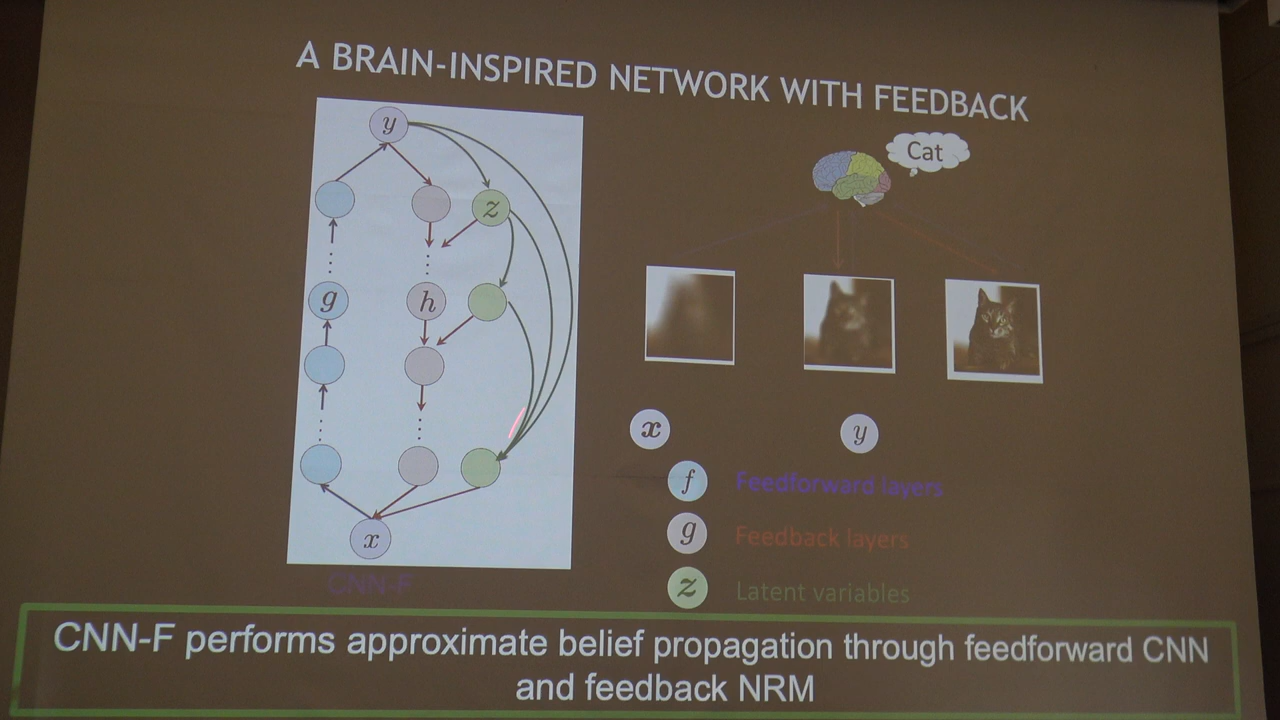 A BRAIN-INSPIRED NETWORK WITH FEEDBACK
y
Cat
z
g
h
x
x
y
f
Feedforward layers
g
Feedback layers
z
Latent variables
CNN-F
CNN-F performs approximate belief propagation through feedforward CNN
and feedback NRM